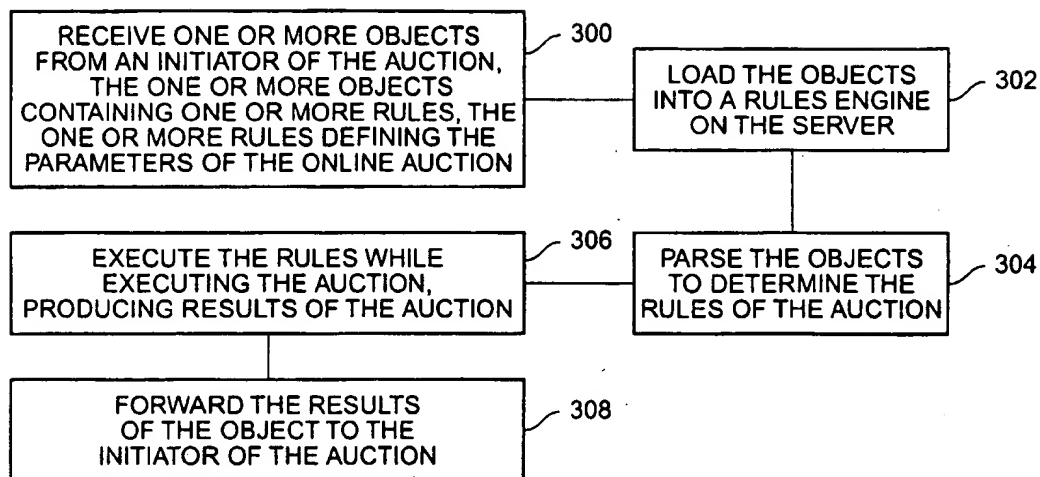 RECEIVE ONE OR MORE OBJECTS
FROM AN INITIATOR OF THE AUCTION,
THE ONE OR MORE OBJECTS
CONTAINING ONE OR MORE RULES, THE
ONE OR MORE RULES DEFINING THE
PARAMETERS OF THE ONLINE AUCTION
300
LOAD THE OBJECTS
INTO A RULES ENGINE
ON THE SERVER
302
PARSE THE OBJECTS
TO DETERMINE THE
RULES OF THE AUCTION
304
EXECUTE THE RULES WHILE
EXECUTING THE AUCTION,
PRODUCING RESULTS OF THE AUCTION
306
FORWARD THE RESULTS
OF THE OBJECT TO THE
INITIATOR OF THE AUCTION
308